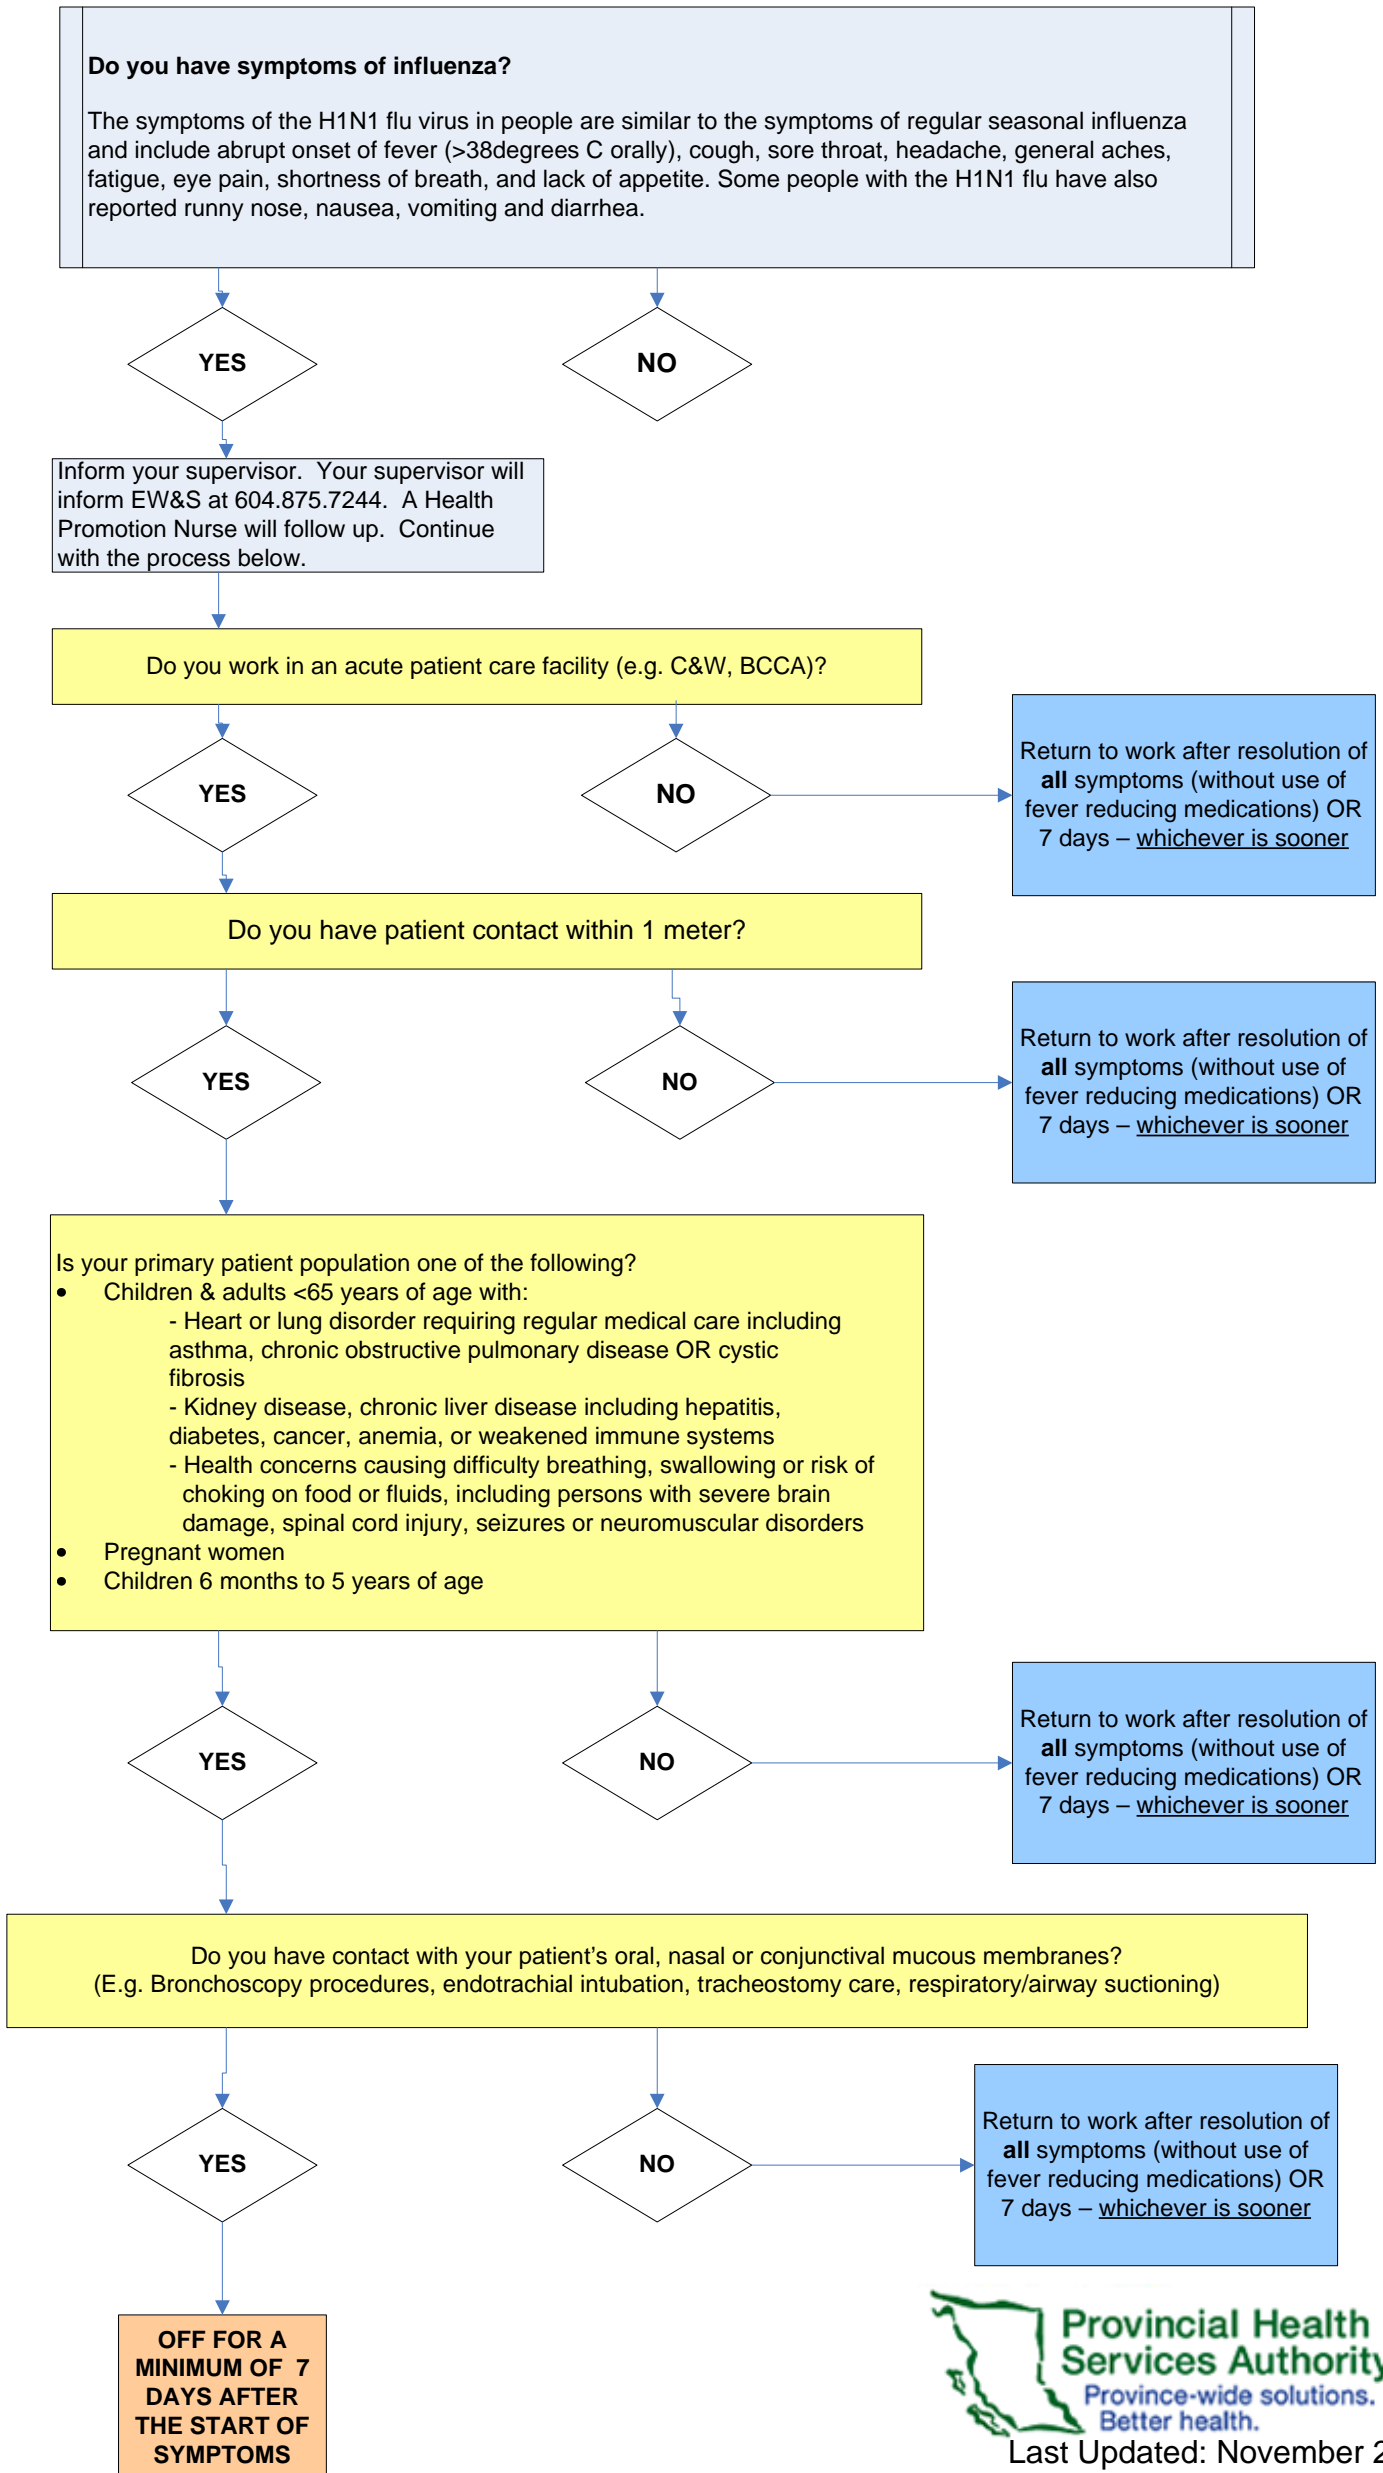 Do you have symptoms of influenza?
The symptoms of the H1N1 flu virus in people are similar to the symptoms of regular seasonal influenza
and include abrupt onset of fever (>38degrees C orally), cough, sore throat, headache, general aches,
fatigue, eye pain, shortness of breath, and lack of appetite. Some people with the H1N1 flu have also
reported runny nose, nausea, vomiting and diarrhea.
YES
NO
Inform your supervisor.  Your supervisor will
inform EW&S at 604.875.7244.  A Health
Promotion Nurse will follow up.  Continue
with the process below.
Do you work in an acute patient care facility (e.g. C&W, BCCA)?
YES
NO
Return to work after resolution of
all symptoms (without use of
fever reducing medications) OR
7 days – whichever is sooner
Do you have patient contact within 1 meter?
YES
NO
Return to work after resolution of
all symptoms (without use of
fever reducing medications) OR
7 days – whichever is sooner
Is your primary patient population one of the following?
• Children & adults <65 years of age with:
- Heart or lung disorder requiring regular medical care including
asthma, chronic obstructive pulmonary disease OR cystic
fibrosis
- Kidney disease, chronic liver disease including hepatitis,
diabetes, cancer, anemia, or weakened immune systems
- Health concerns causing difficulty breathing, swallowing or risk of
choking on food or fluids, including persons with severe brain
damage, spinal cord injury, seizures or neuromuscular disorders
• Pregnant women
• Children 6 months to 5 years of age
YES
NO
Return to work after resolution of
all symptoms (without use of
fever reducing medications) OR
7 days – whichever is sooner
Do you have contact with your patient's oral, nasal or conjunctival mucous membranes?
(E.g. Bronchoscopy procedures, endotrachial intubation, tracheostomy care, respiratory/airway suctioning)
YES
NO
Return to work after resolution of
all symptoms (without use of
fever reducing medications) OR
7 days – whichever is sooner
OFF FOR A
MINIMUM OF  7
DAYS AFTER
THE START OF
SYMPTOMS
Provincial Health
Services Authority
Province-wide solutions.
Better health.
Last Updated: November